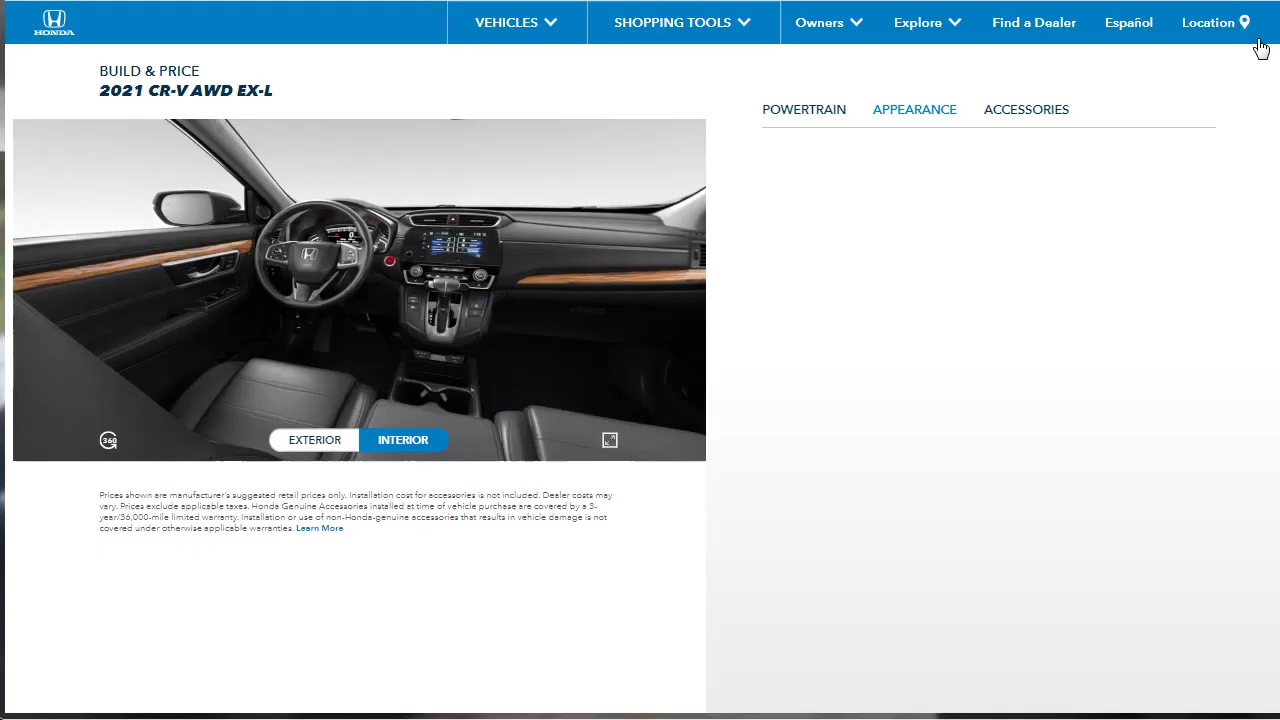 HONDA
VEHICLES
SHOPPING TOOLS
Owners
Explore
Find a Dealer
Español
Location
BUILD & PRICE
2021 CR-V AWD EX-L
POWERTRAIN
APPEARANCE
ACCESSORIES
360
EXTERIOR
INTERIOR
Prices shown are manufacturer's suggested retail prices only. Installation cost for accessories is not included. Dealer costs may
vary. Prices exclude applicable taxes. Honda Genuine Accessories installed at time of vehicle purchase are covered by a 3-
year/36,000-mile limited warranty. Installation or use of non-Honda-genuine accessories that results in vehicle damage is not
covered under otherwise applicable warranties. Learn More